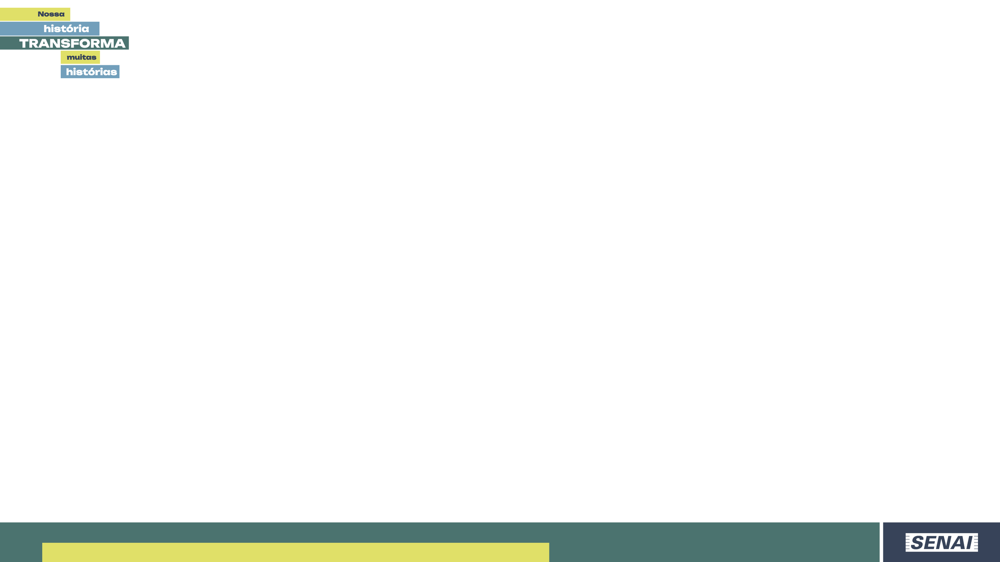 Nossa
história
TRANSFORMA
muitas
histórias
SENAI